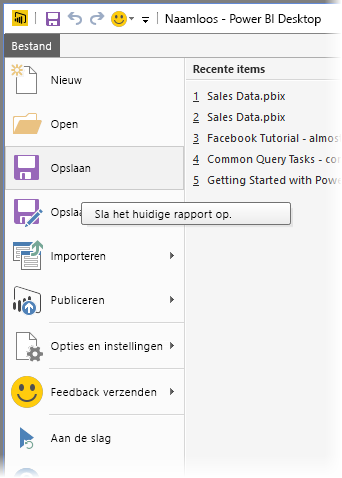 Naamloos - Power BI Desktop
Bestand
Nieuw
Open
Opslaan
Sla het huidige rapport op.
Importeren
Publiceren
Opties en instellingen
Feedback verzenden
Aan de slag
Recente items
1 Sales Data.pbix
2 Sales Data.pbix
3 Facebook Tutorial - almos
4 Common Query Tasks - co
5 Getting Started with Pow